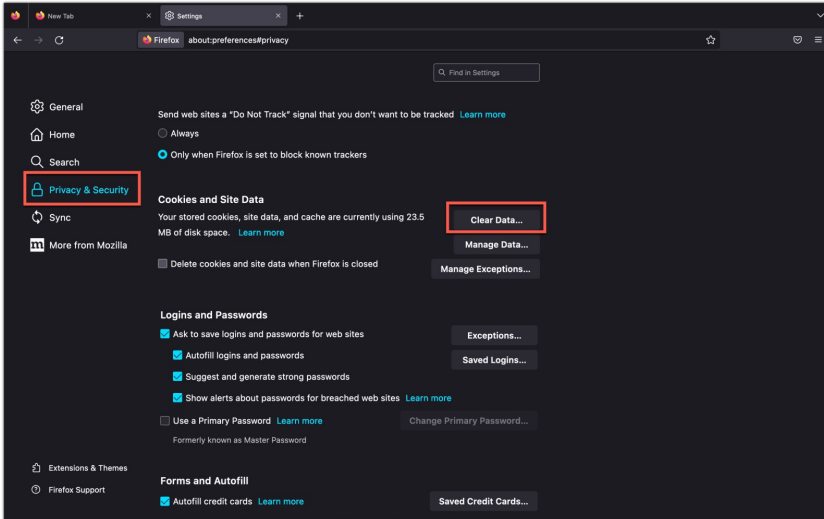 New Tab
Settings
Firefox about:preferences#privacy
Find in Settings
General
Home
Search
Privacy & Security
Sync
m More from Mozilla
Extensions & Themes
Firefox Support
Send web sites a “Do Not Track” signal that you don’t want to be tracked Learn more
Always
Only when Firefox is set to block known trackers
Cookies and Site Data
Your stored cookies, site data, and cache are currently using 23.5
MB of disk space. Learn more
Clear Data...
Manage Data...
Delete cookies and site data when Firefox is closed
Manage Exceptions...
Logins and Passwords
Ask to save logins and passwords for web sites
Exceptions...
Autofill logins and passwords
Saved Logins...
Suggest and generate strong passwords
Show alerts about passwords for breached web sites Learn more
Use a Primary Password Learn more
Change Primary Password...
Formerly known as Master Password
Forms and Autofill
Autofill credit cards Learn more
Saved Credit Cards...